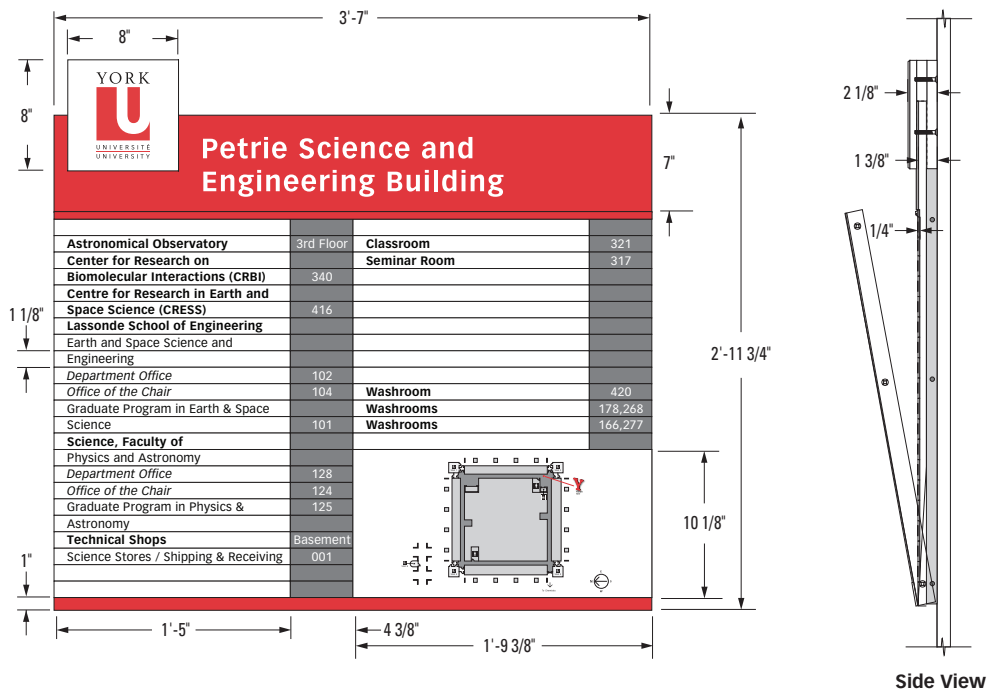 3'-7"
8"
8"
YORK
U
UNIVERSITÉ
UNIVERSITY
Petrie Science and
Engineering Building
7"
Astronomical Observatory 3rd Floor
Center for Research on
Biomolecular Interactions (CRBI) 340
Centre for Research in Earth and
Space Science (CRESS) 416
Lassonde School of Engineering
Earth and Space Science and
Engineering
Department Office 102
Office of the Chair 104
Graduate Program in Earth & Space
Science 101
Science, Faculty of
Physics and Astronomy
Department Office 128
Office of the Chair 124
Graduate Program in Physics & 125
Astronomy
Technical Shops Basement
Science Stores / Shipping & Receiving 001
Classroom 321
Seminar Room 317
Washroom 420
Washrooms 178,268
Washrooms 166,277
Y
1 1/8"
1"
2'-11 3/4"
10 1/8"
1'-5"
4 3/8"
1'-9 3/8"
2 1/8"
1 3/8"
1/4"
Side View